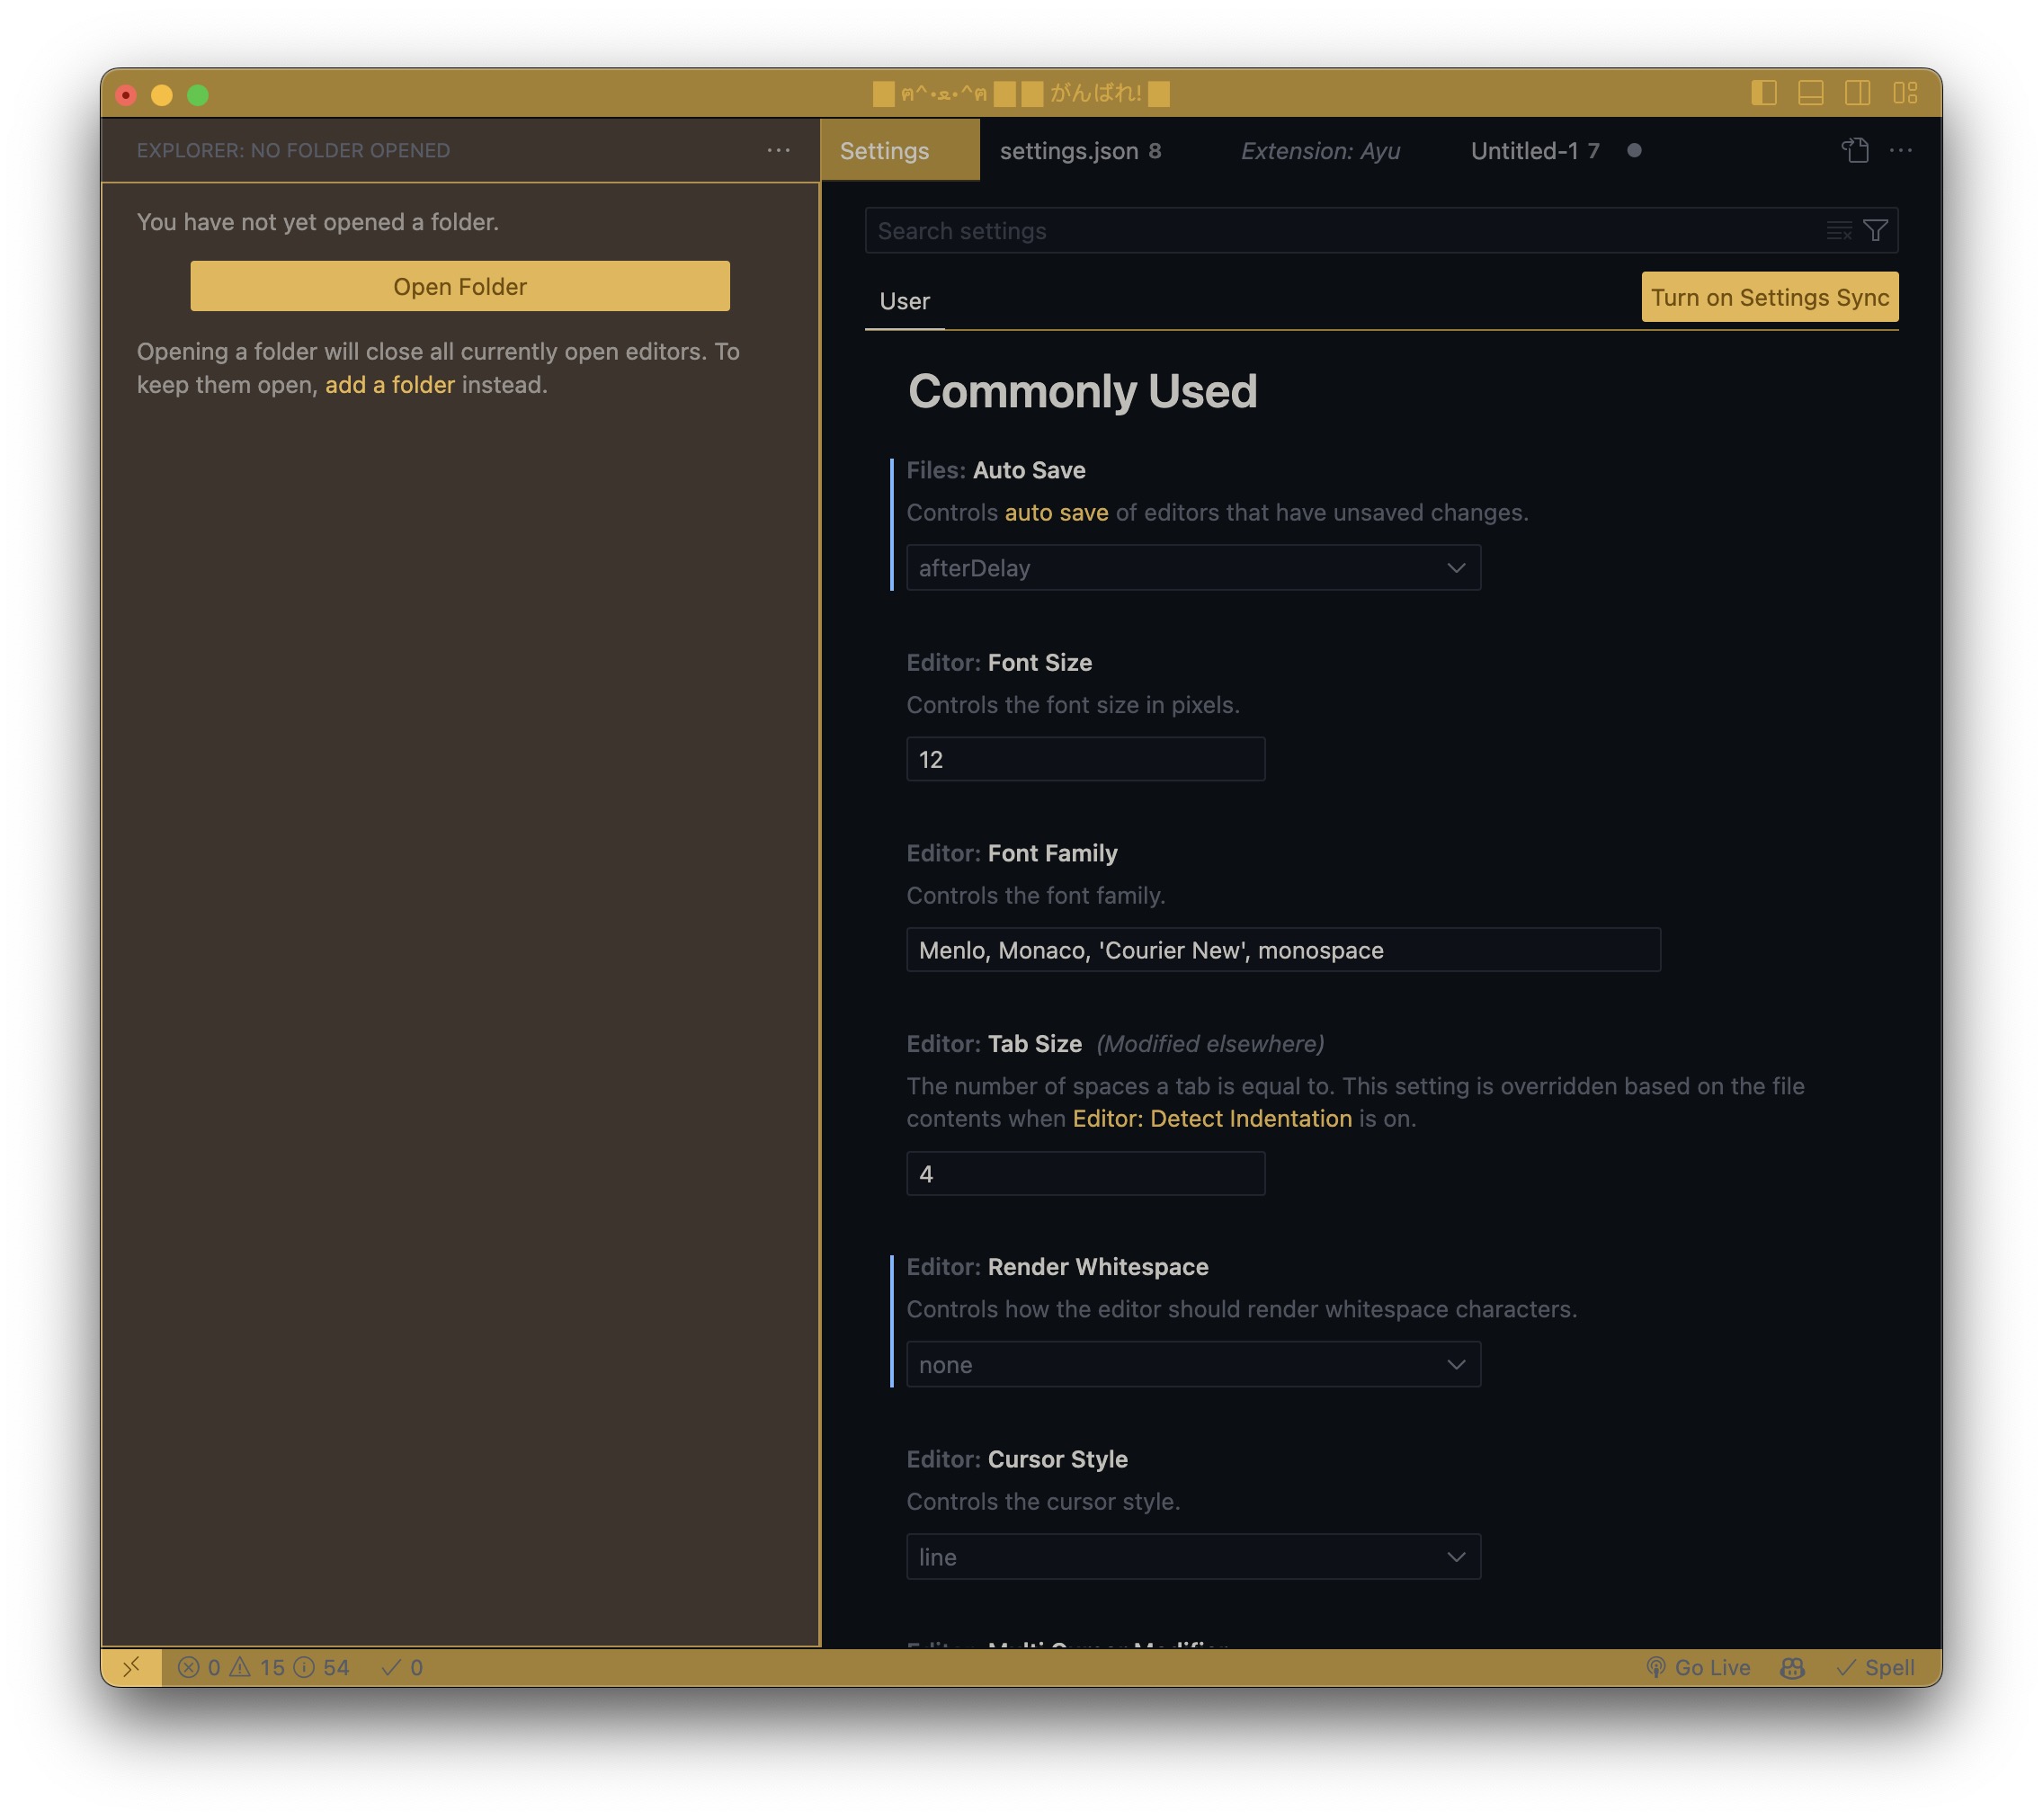 █ ฅ^•ﻌ•^ฅ █ █ がんばれ! █
EXPLORER: NO FOLDER OPENED
Settings settings.json 8 Extension: Ayu Untitled-1 7
You have not yet opened a folder.
Open Folder
Opening a folder will close all currently open editors. To
keep them open, add a folder instead.
Search settings
User
Turn on Settings Sync
Commonly Used
Files: Auto Save
Controls auto save of editors that have unsaved changes.
afterDelay
Editor: Font Size
Controls the font size in pixels.
12
Editor: Font Family
Controls the font family.
Menlo, Monaco, 'Courier New', monospace
Editor: Tab Size (Modified elsewhere)
The number of spaces a tab is equal to. This setting is overridden based on the file
contents when Editor: Detect Indentation is on.
4
Editor: Render Whitespace
Controls how the editor should render whitespace characters.
none
Editor: Cursor Style
Controls the cursor style.
line
Editor: Multi Cursor Modifier
0 15 54 0 Go Live Spell